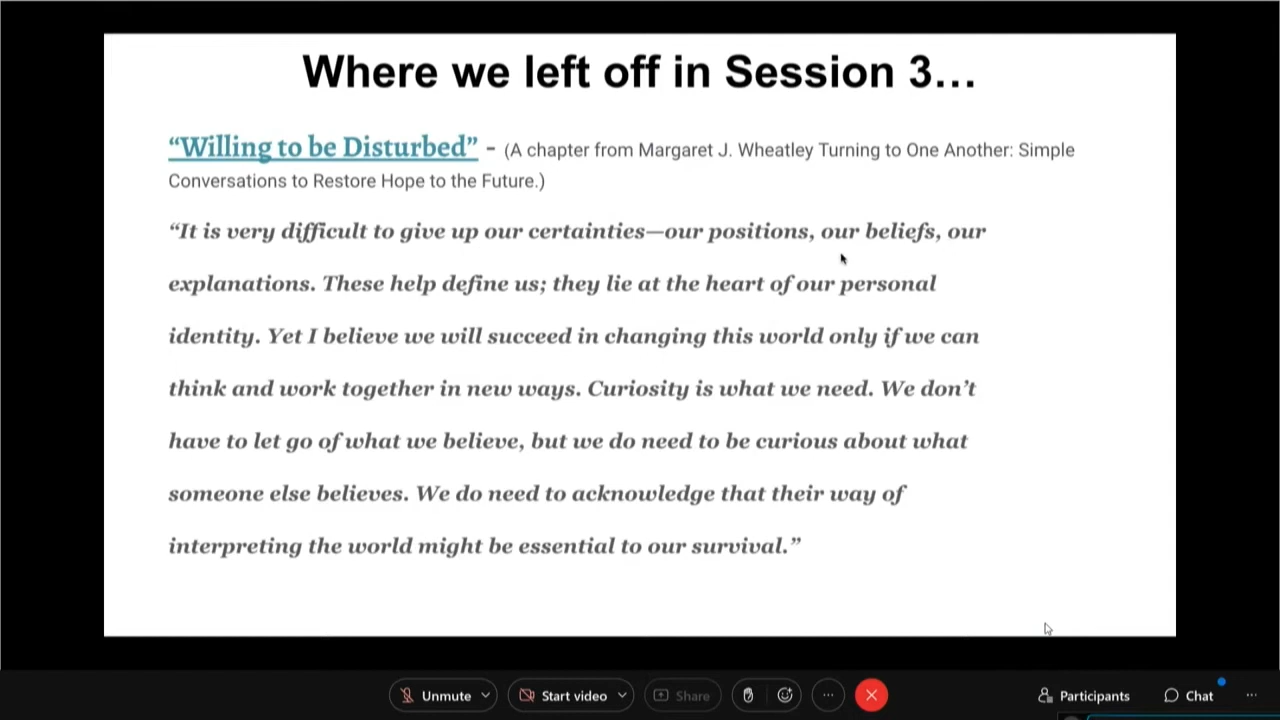 Where we left off in Session 3…
“Willing to be Disturbed” - (A chapter from Margaret J. Wheatley Turning to One Another: Simple
Conversations to Restore Hope to the Future.)
“It is very difficult to give up our certainties—our positions, our beliefs, our
explanations. These help define us; they lie at the heart of our personal
identity. Yet I believe we will succeed in changing this world only if we can
think and work together in new ways. Curiosity is what we need. We don’t
have to let go of what we believe, but we do need to be curious about what
someone else believes. We do need to acknowledge that their way of
interpreting the world might be essential to our survival.”
Unmute Start video Share Participants Chat